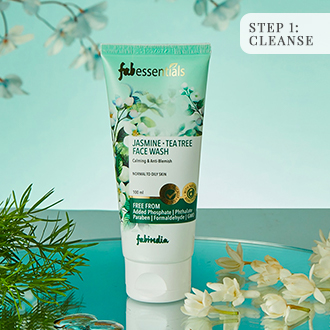 STEP 1:
CLEANSE
fabessentials
JASMINE · TEA TREE
FACE WASH
Calming & Anti Blemish
NORMAL TO OILY SKIN
100 ml
FREE FROM
Added Phosphate | Phthalate
Paraben | Formaldehyde | GMO
fabindia